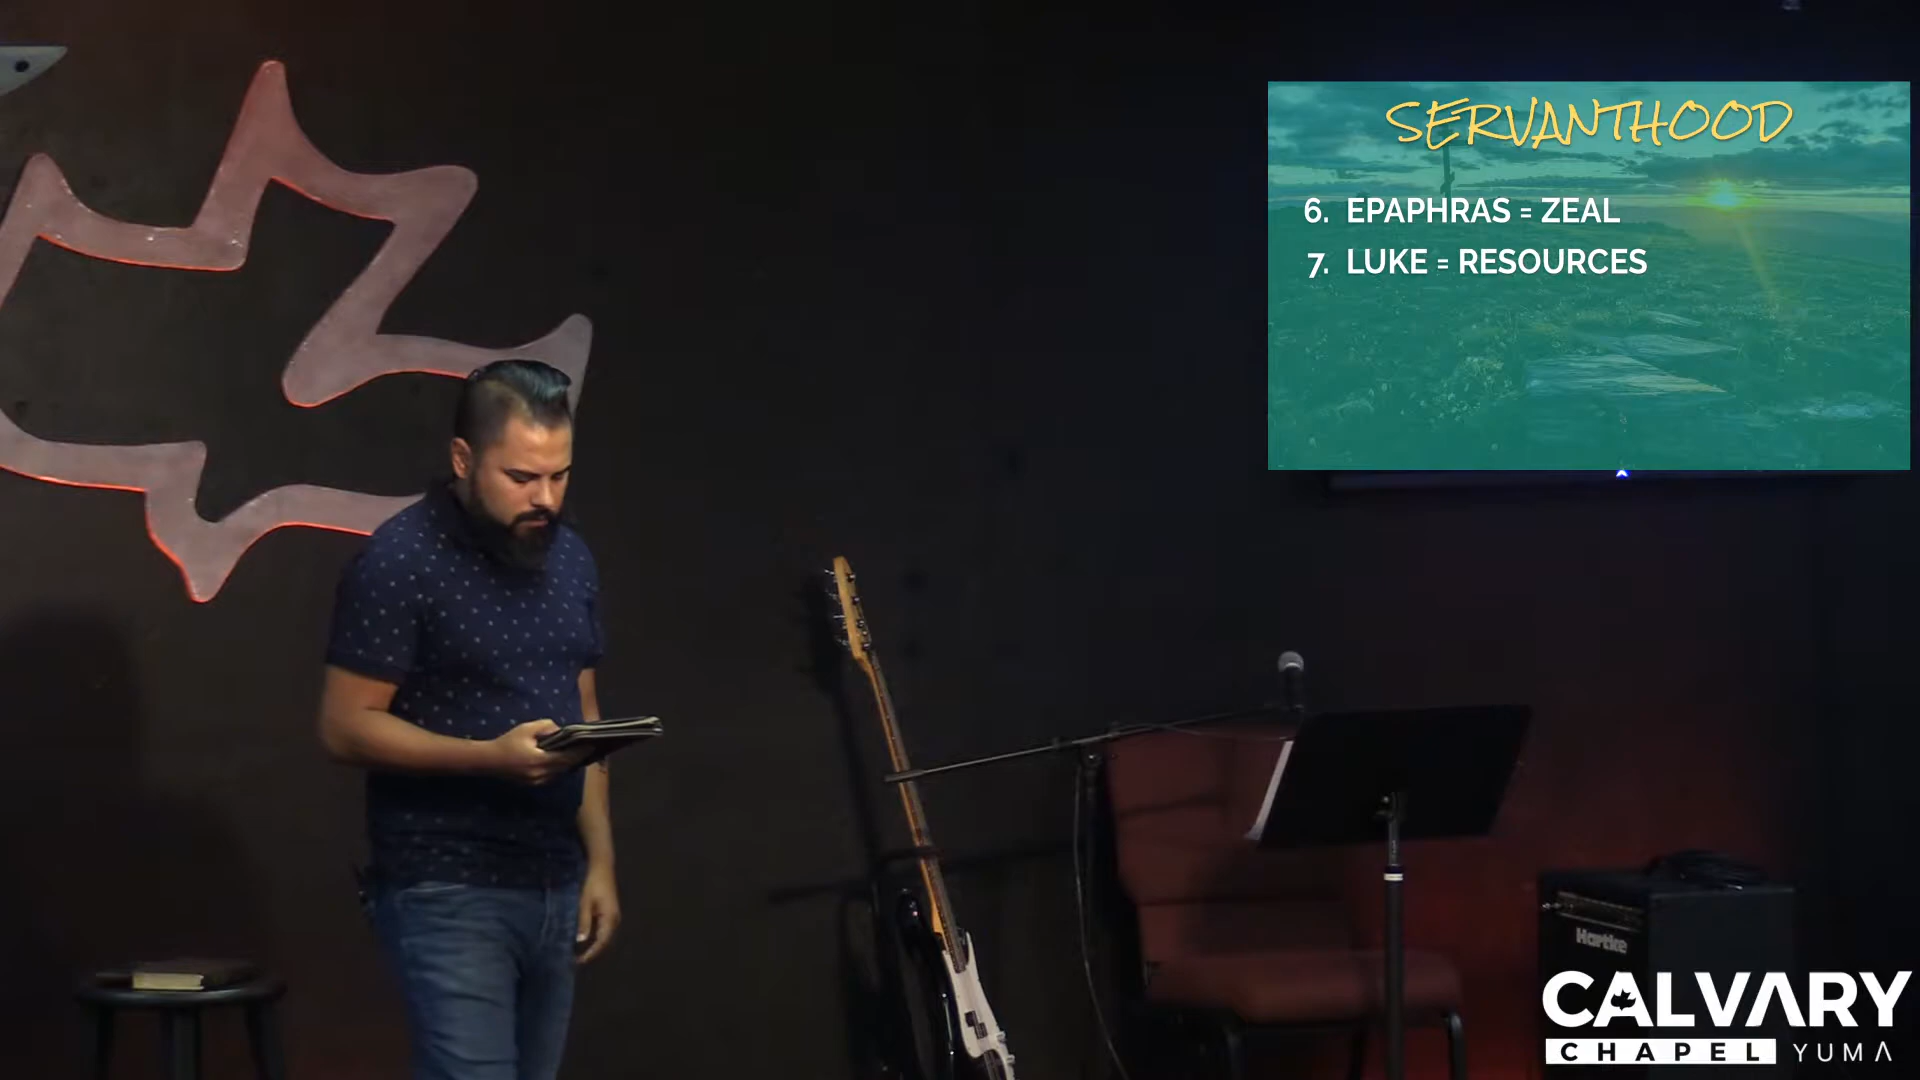 SERVANTHOOD
6. EPAPHRAS = ZEAL
7. LUKE = RESOURCES
Hartke
CALVARY
CHAPEL YUMA